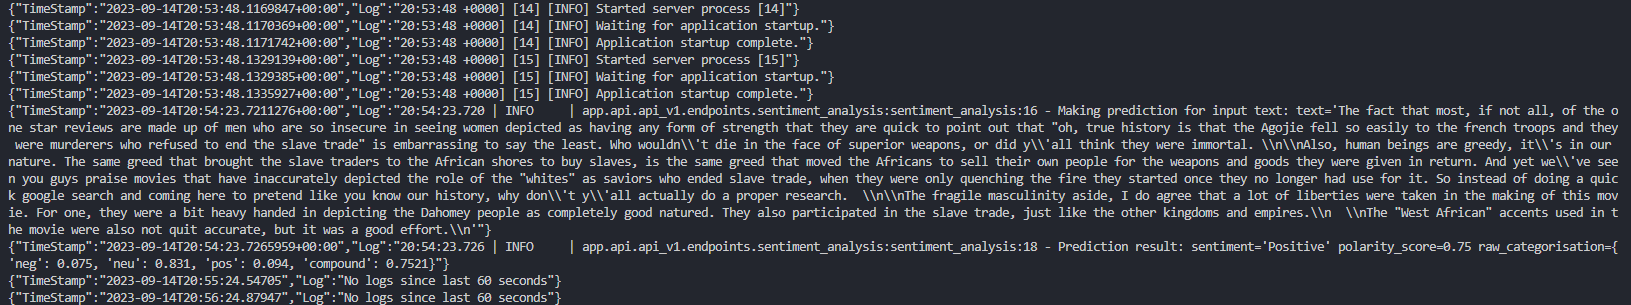 {"TimeStamp":"2023-09-14T20:53:48.1169847+00:00","Log":"20:53:48 +0000] [14] [INFO] Started server process [14]"}
{"TimeStamp":"2023-09-14T20:53:48.1170369+00:00","Log":"20:53:48 +0000] [14] [INFO] Waiting for application startup."}
{"TimeStamp":"2023-09-14T20:53:48.1171742+00:00","Log":"20:53:48 +0000] [14] [INFO] Application startup complete."}
{"TimeStamp":"2023-09-14T20:53:48.1329139+00:00","Log":"20:53:48 +0000] [15] [INFO] Started server process [15]"}
{"TimeStamp":"2023-09-14T20:53:48.1329385+00:00","Log":"20:53:48 +0000] [15] [INFO] Waiting for application startup."}
{"TimeStamp":"2023-09-14T20:53:48.1335927+00:00","Log":"20:53:48 +0000] [15] [INFO] Application startup complete."}
{"TimeStamp":"2023-09-14T20:54:23.7211276+00:00","Log":"20:54:23.720 | INFO     | app.api.api_v1.endpoints.sentiment_analysis:sentiment_analysis:16 - Making prediction for input text: text='The fact that most, if not all, of the o
ne star reviews are made up of men who are so insecure in seeing women depicted as having any form of strength that they are quick to point out that "oh, true history is that the Agojie fell so easily to the french troops and they
 were murderers who refused to end the slave trade" is embarrassing to say the least. Who wouldn\\'t die in the face of superior weapons, or did y\\'all think they were immortal. \\n\\nAlso, human beings are greedy, it\\'s in our
nature. The same greed that brought the slave traders to the African shores to buy slaves, is the same greed that moved the Africans to sell their own people for the weapons and goods they were given in return. And yet we\\'ve see
n you guys praise movies that have inaccurately depicted the role of the "whites" as saviors who ended slave trade, when they were only quenching the fire they started once they no longer had use for it. So instead of doing a quic
k google search and coming here to pretend like you know our history, why don\\'t y\\'all actually do a proper research.  \\n\\nThe fragile masculinity aside, I do agree that a lot of liberties were taken in the making of this mov
ie. For one, they were a bit heavy handed in depicting the Dahomey people as completely good natured. They also participated in the slave trade, just like the other kingdoms and empires.\\n  \\nThe "West African" accents used in t
he movie were also not quit accurate, but it was a good effort.\\n'"}
{"TimeStamp":"2023-09-14T20:54:23.7265959+00:00","Log":"20:54:23.726 | INFO     | app.api.api_v1.endpoints.sentiment_analysis:sentiment_analysis:18 - Prediction result: sentiment='Positive' polarity_score=0.75 raw_categorisation={
'neg': 0.075, 'neu': 0.831, 'pos': 0.094, 'compound': 0.7521}"}
{"TimeStamp":"2023-09-14T20:55:24.54705","Log":"No logs since last 60 seconds"}
{"TimeStamp":"2023-09-14T20:56:24.87947","Log":"No logs since last 60 seconds"}